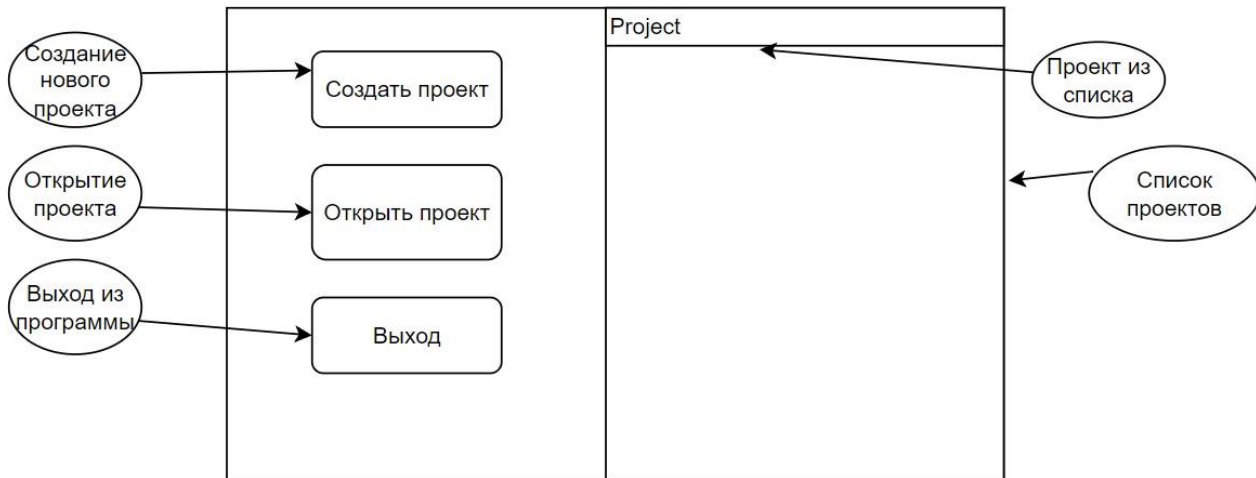 Создание
нового
проекта
Открытие
проекта
Выход из
программы
Создать проект
Открыть проект
Выход
Project
Проект из
списка
Список
проектов